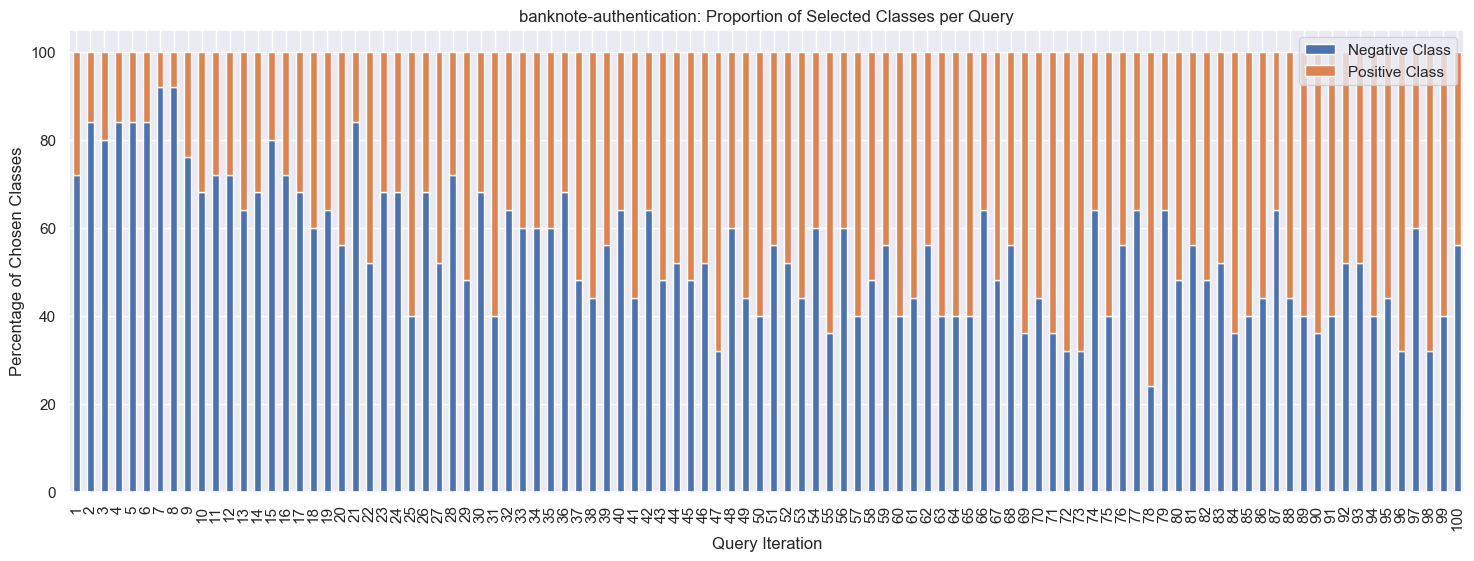 banknote-authentication: Proportion of Selected Classes per Query
Negative Class
Positive Class
Percentage of Chosen Classes
100
80
60
40
20
0
1 2 3 4 5 6 7 8 9 10 11 12 13 14 15 16 17 18 19 20 21 22 23 24 25 26 27 28 29 30 31 32 33 34 35 36 37 38 39 40 41 42 43 44 45 46 47 48 49 50 51 52 53 54 55 56 57 58 59 60 61 62 63 64 65 66 67 68 69 70 71 72 73 74 75 76 77 78 79 80 81 82 83 84 85 86 87 88 89 90 91 92 93 94 95 96 97 98 99 100
Query Iteration